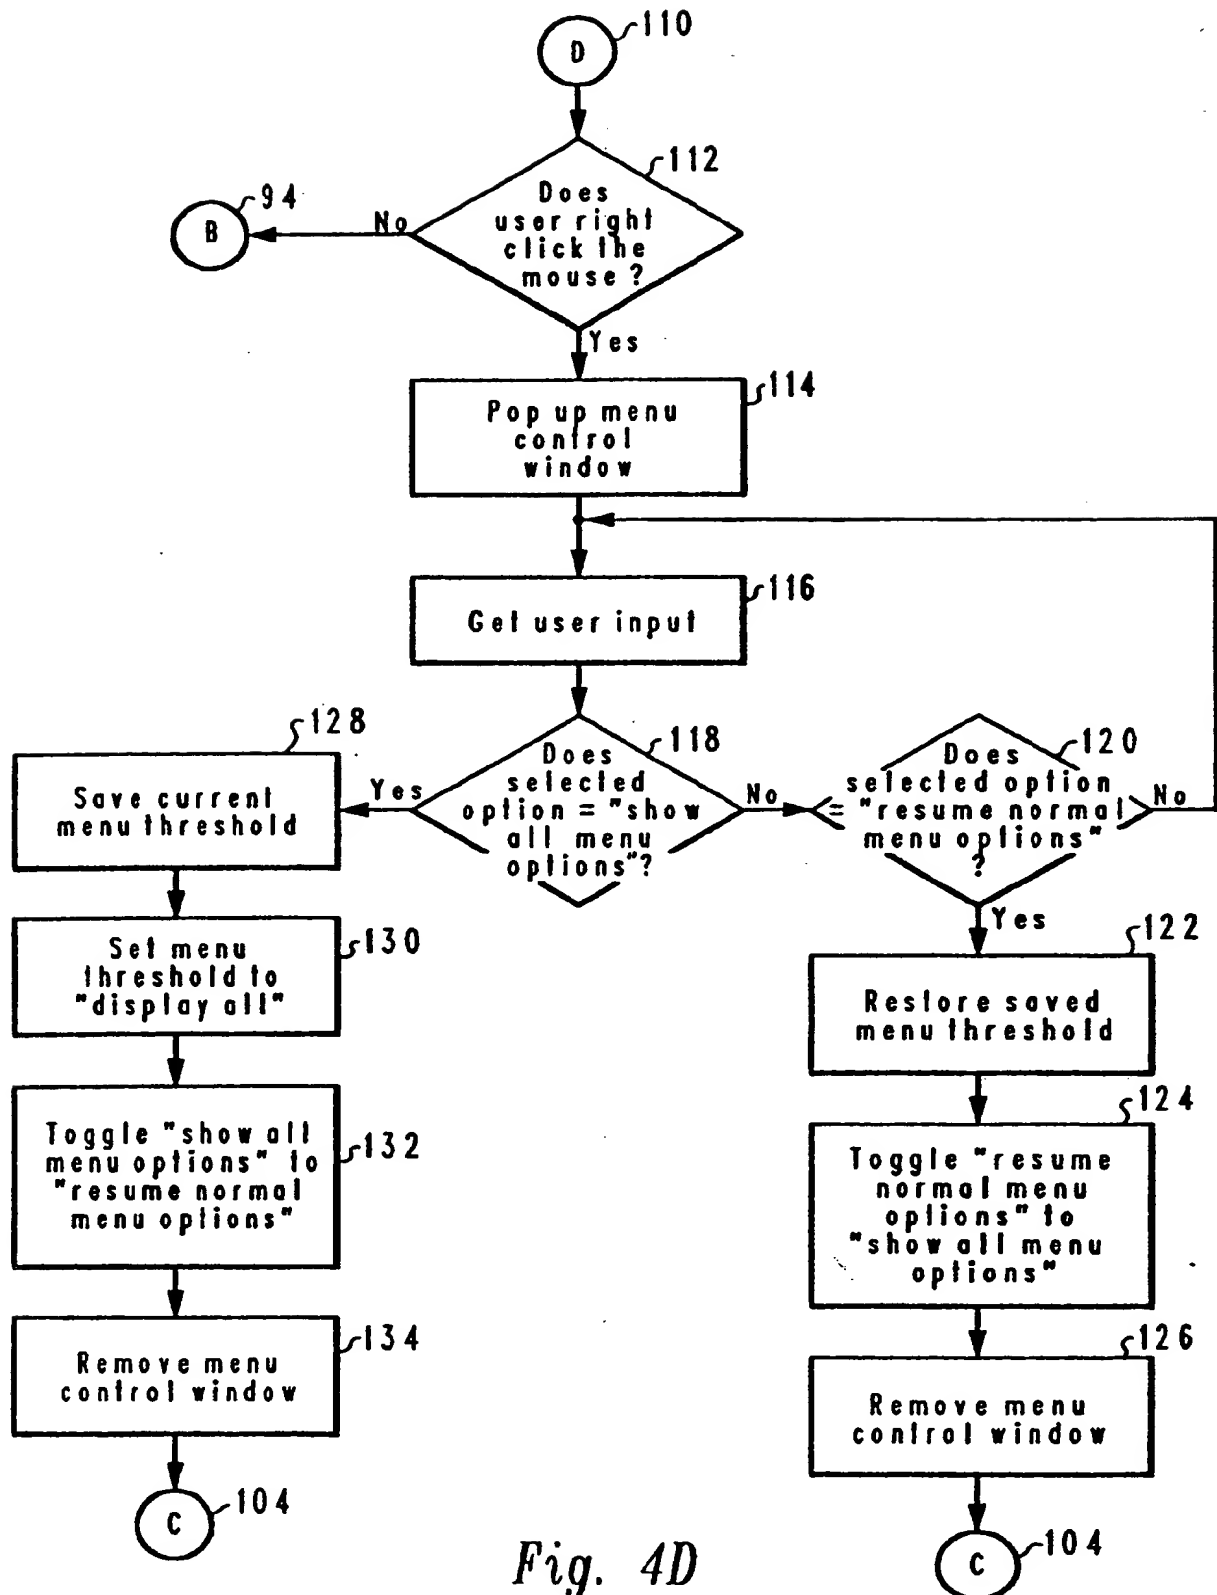 110
D
112
Does
user right
click the
mouse ?
No
94
B
Yes
114
Pop up menu
control
window
116
Get user input
118
Does
selected
option = "show
all menu
options"?
Yes
No
120
Does
selected option
= "resume normal
menu options"
?
No
Yes
128
Save current
menu threshold
130
Set menu
threshold to
"display all"
132
Toggle "show all
menu options" to
"resume normal
menu options"
134
Remove menu
control window
104
C
122
Restore saved
menu threshold
124
Toggle "resume
normal menu
options" to
"show all menu
options"
126
Remove menu
control window
104
C
Fig. 4D